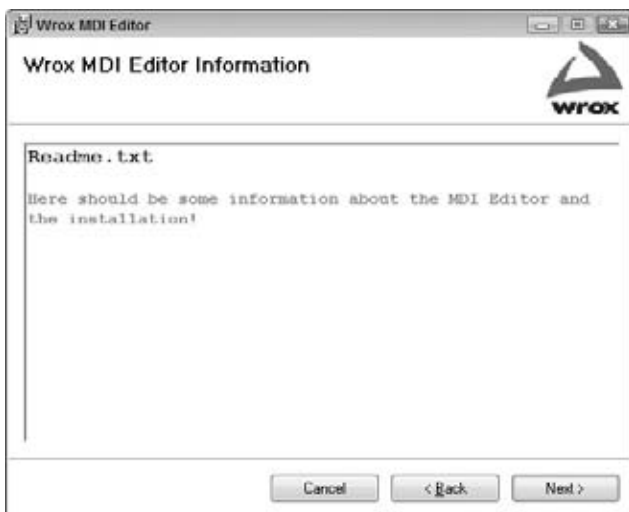 Wrox MDI Editor
Wrox MDI Editor Information
wrox
Readme.txt
Here should be some information about the MDI Editor and
the installation!
Cancel
< Back
Next >